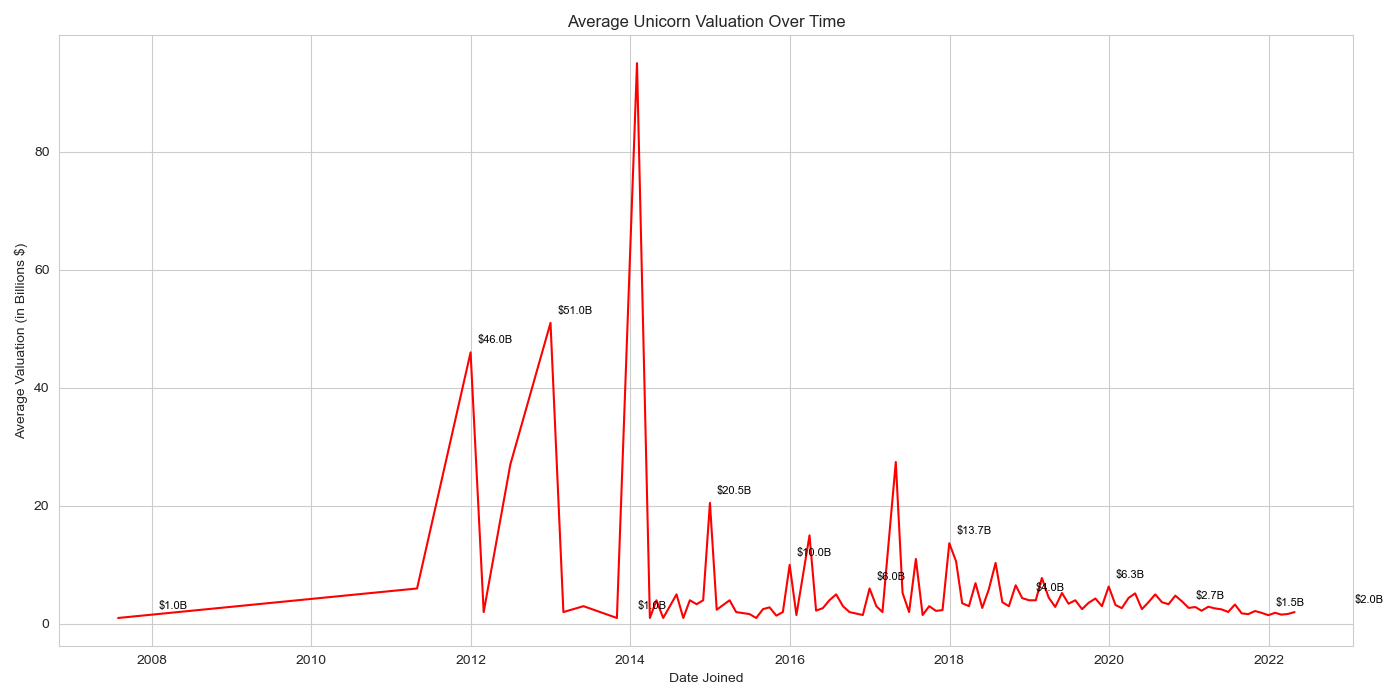 Average Unicorn Valuation Over Time
Average Valuation (in Billions $)
80
60
40
20
0
$51.0B
$46.0B
$20.5B
$13.7B
$10.0B
$6.0B
$6.3B
$4.0B
$2.7B
$2.0B
$1.5B
$1.0B
$1.0B
2008
2010
2012
2014
2016
2018
2020
2022
Date Joined